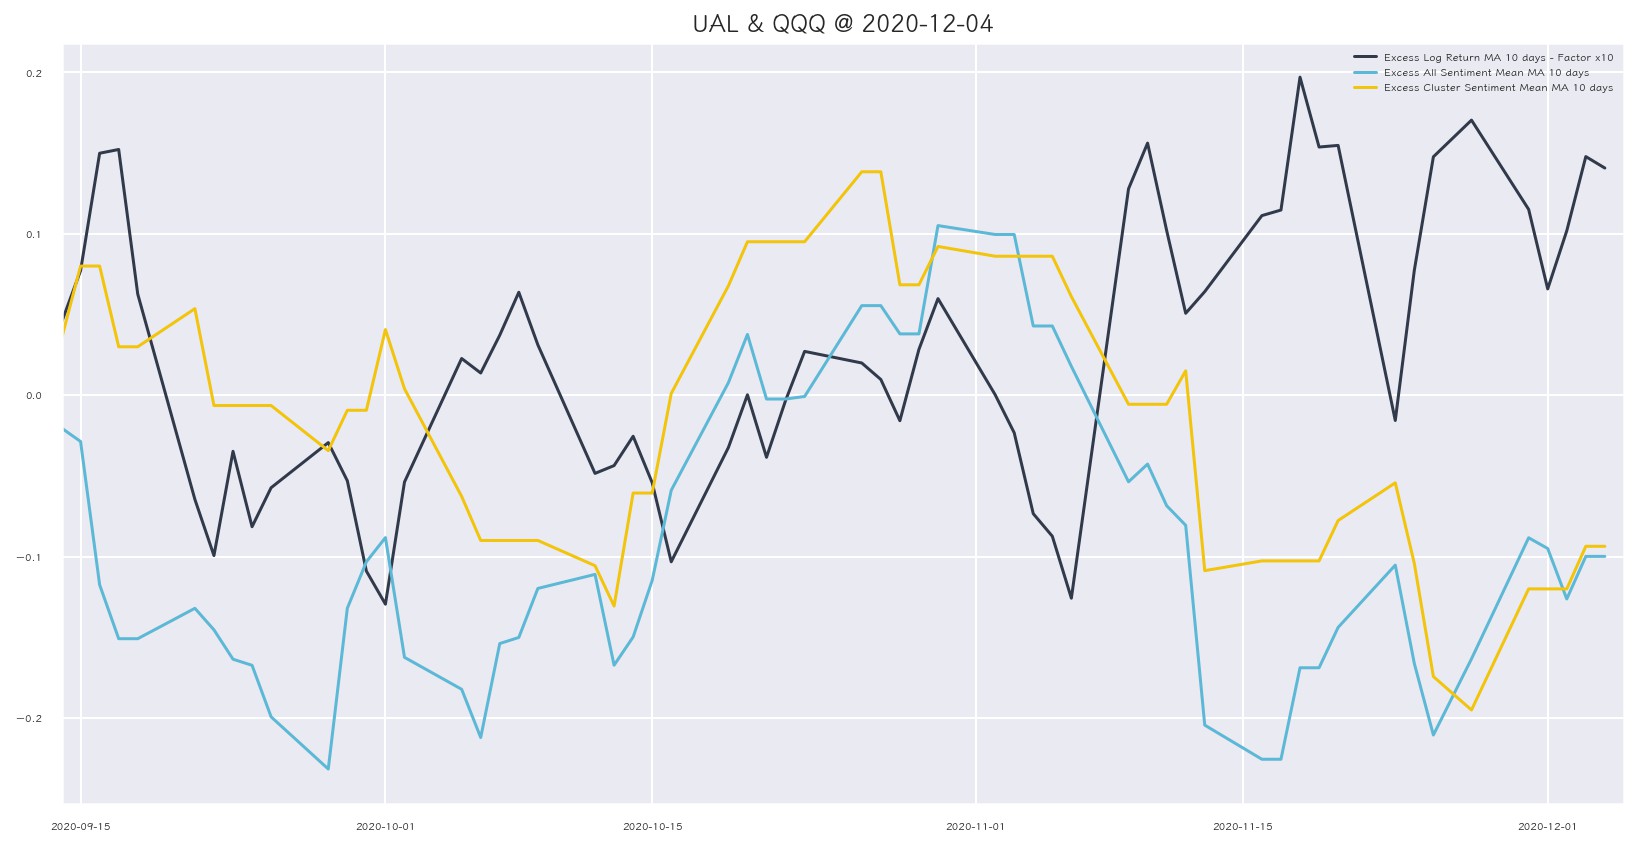 UAL & QQQ @ 2020-12-04
Excess Log Return MA 10 days - Factor x10
Excess All Sentiment Mean MA 10 days
Excess Cluster Sentiment Mean MA 10 days
0.2
0.1
0.0
−0.1
−0.2
2020-09-15 2020-10-01 2020-10-15 2020-11-01 2020-11-15 2020-12-01